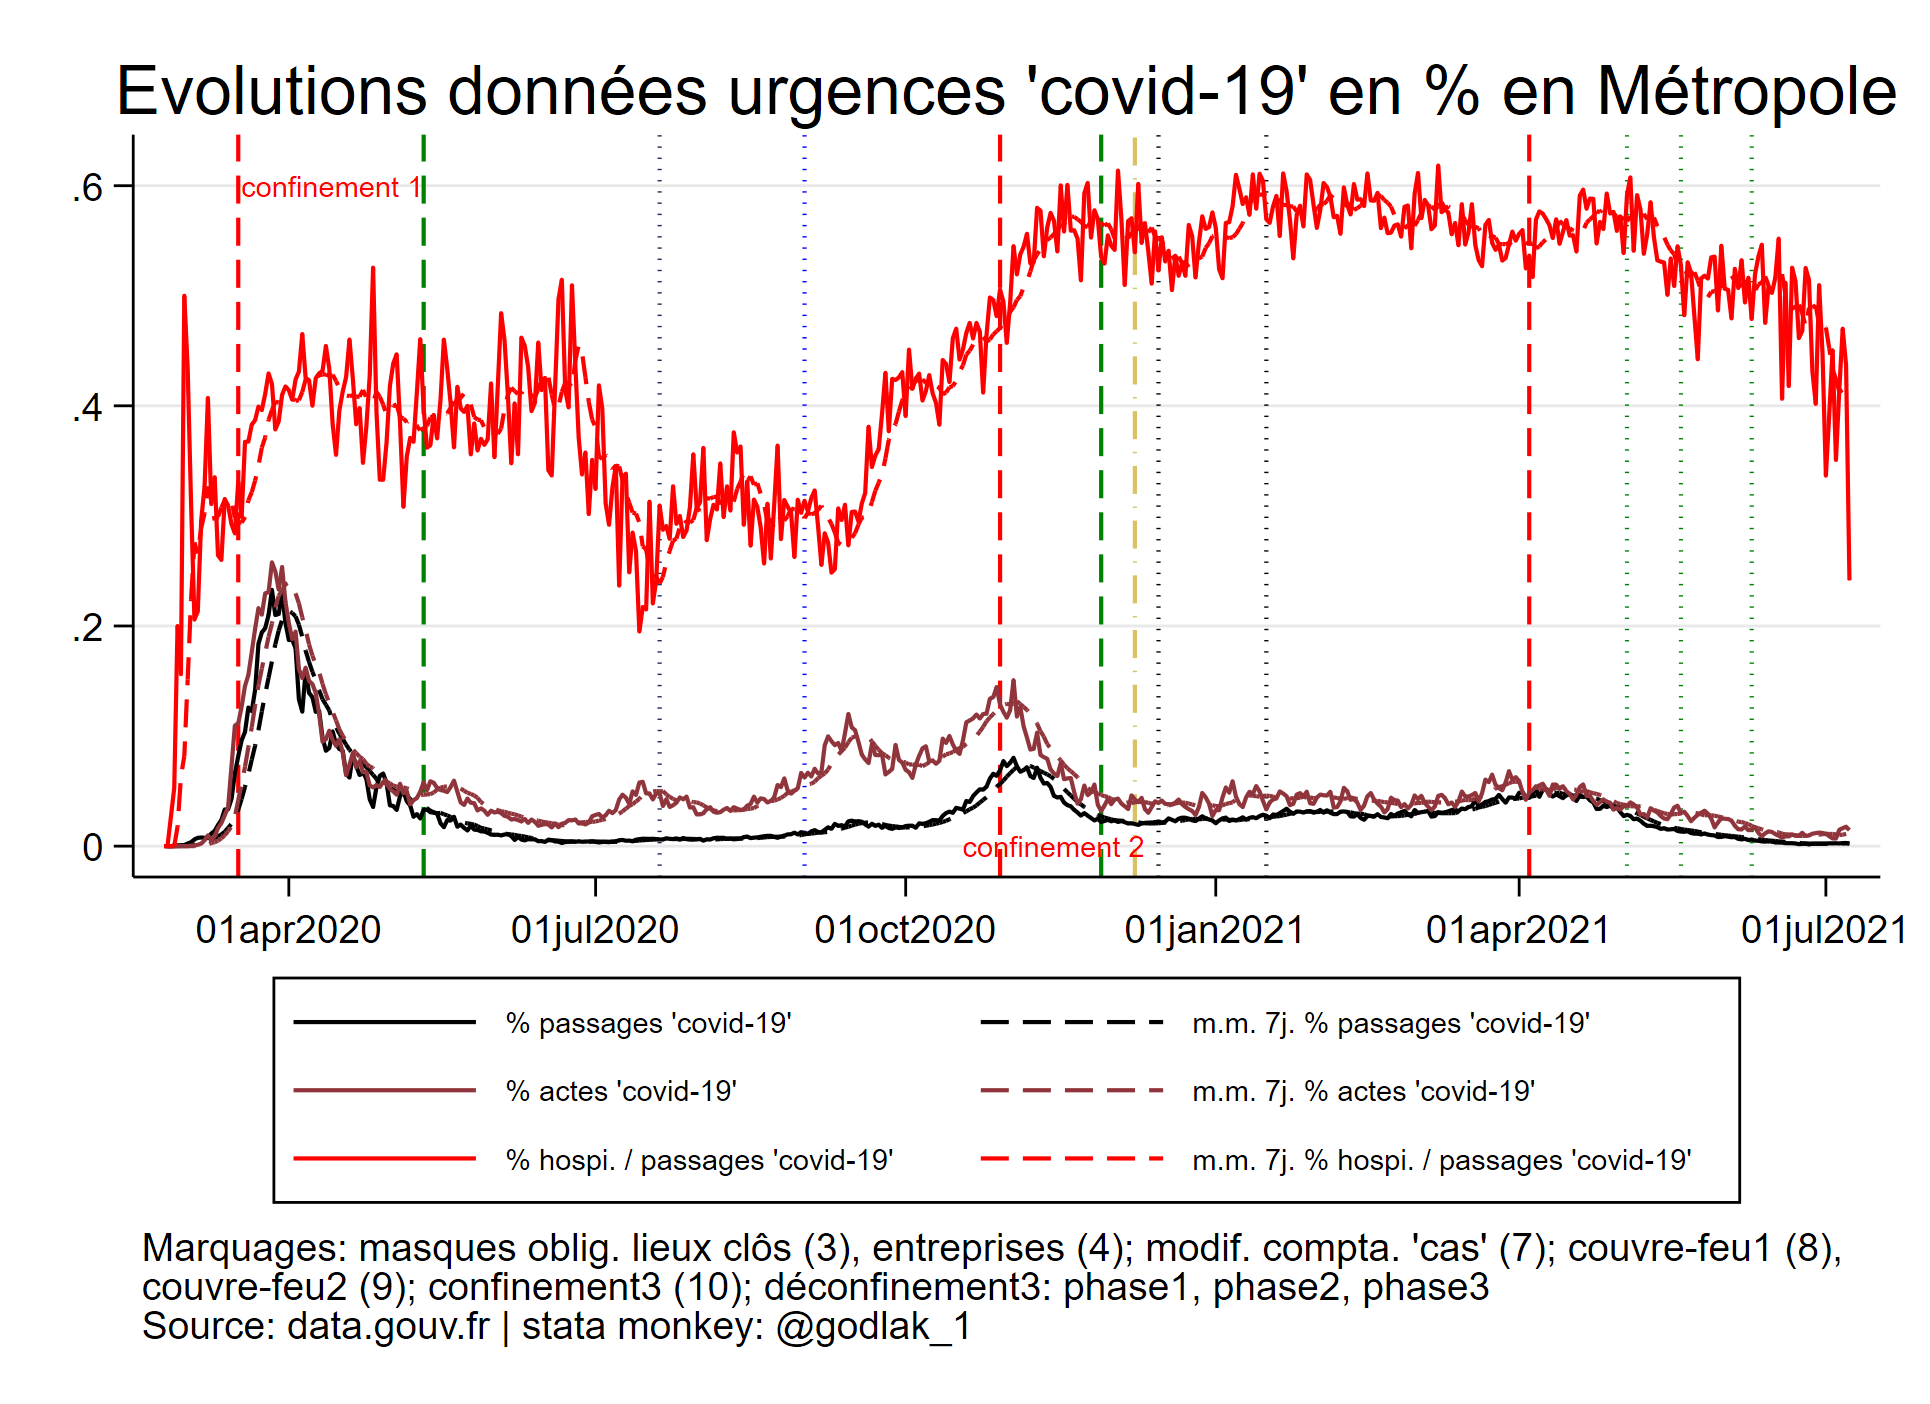 Evolutions données urgences 'covid-19' en % en Métropole
confinement 1
.6
.4
.2
0
confinement 2
01apr2020 01jul2020 01oct2020 01jan2021 01apr2021 01jul2021
% passages 'covid-19' m.m. 7j. % passages 'covid-19'
% actes 'covid-19' m.m. 7j. % actes 'covid-19'
% hospi. / passages 'covid-19' m.m. 7j. % hospi. / passages 'covid-19'
Marquages: masques oblig. lieux clôs (3), entreprises (4); modif. compta. 'cas' (7); couvre-feu1 (8),
couvre-feu2 (9); confinement3 (10); déconfinement3: phase1, phase2, phase3
Source: data.gouv.fr | stata monkey: @godlak_1